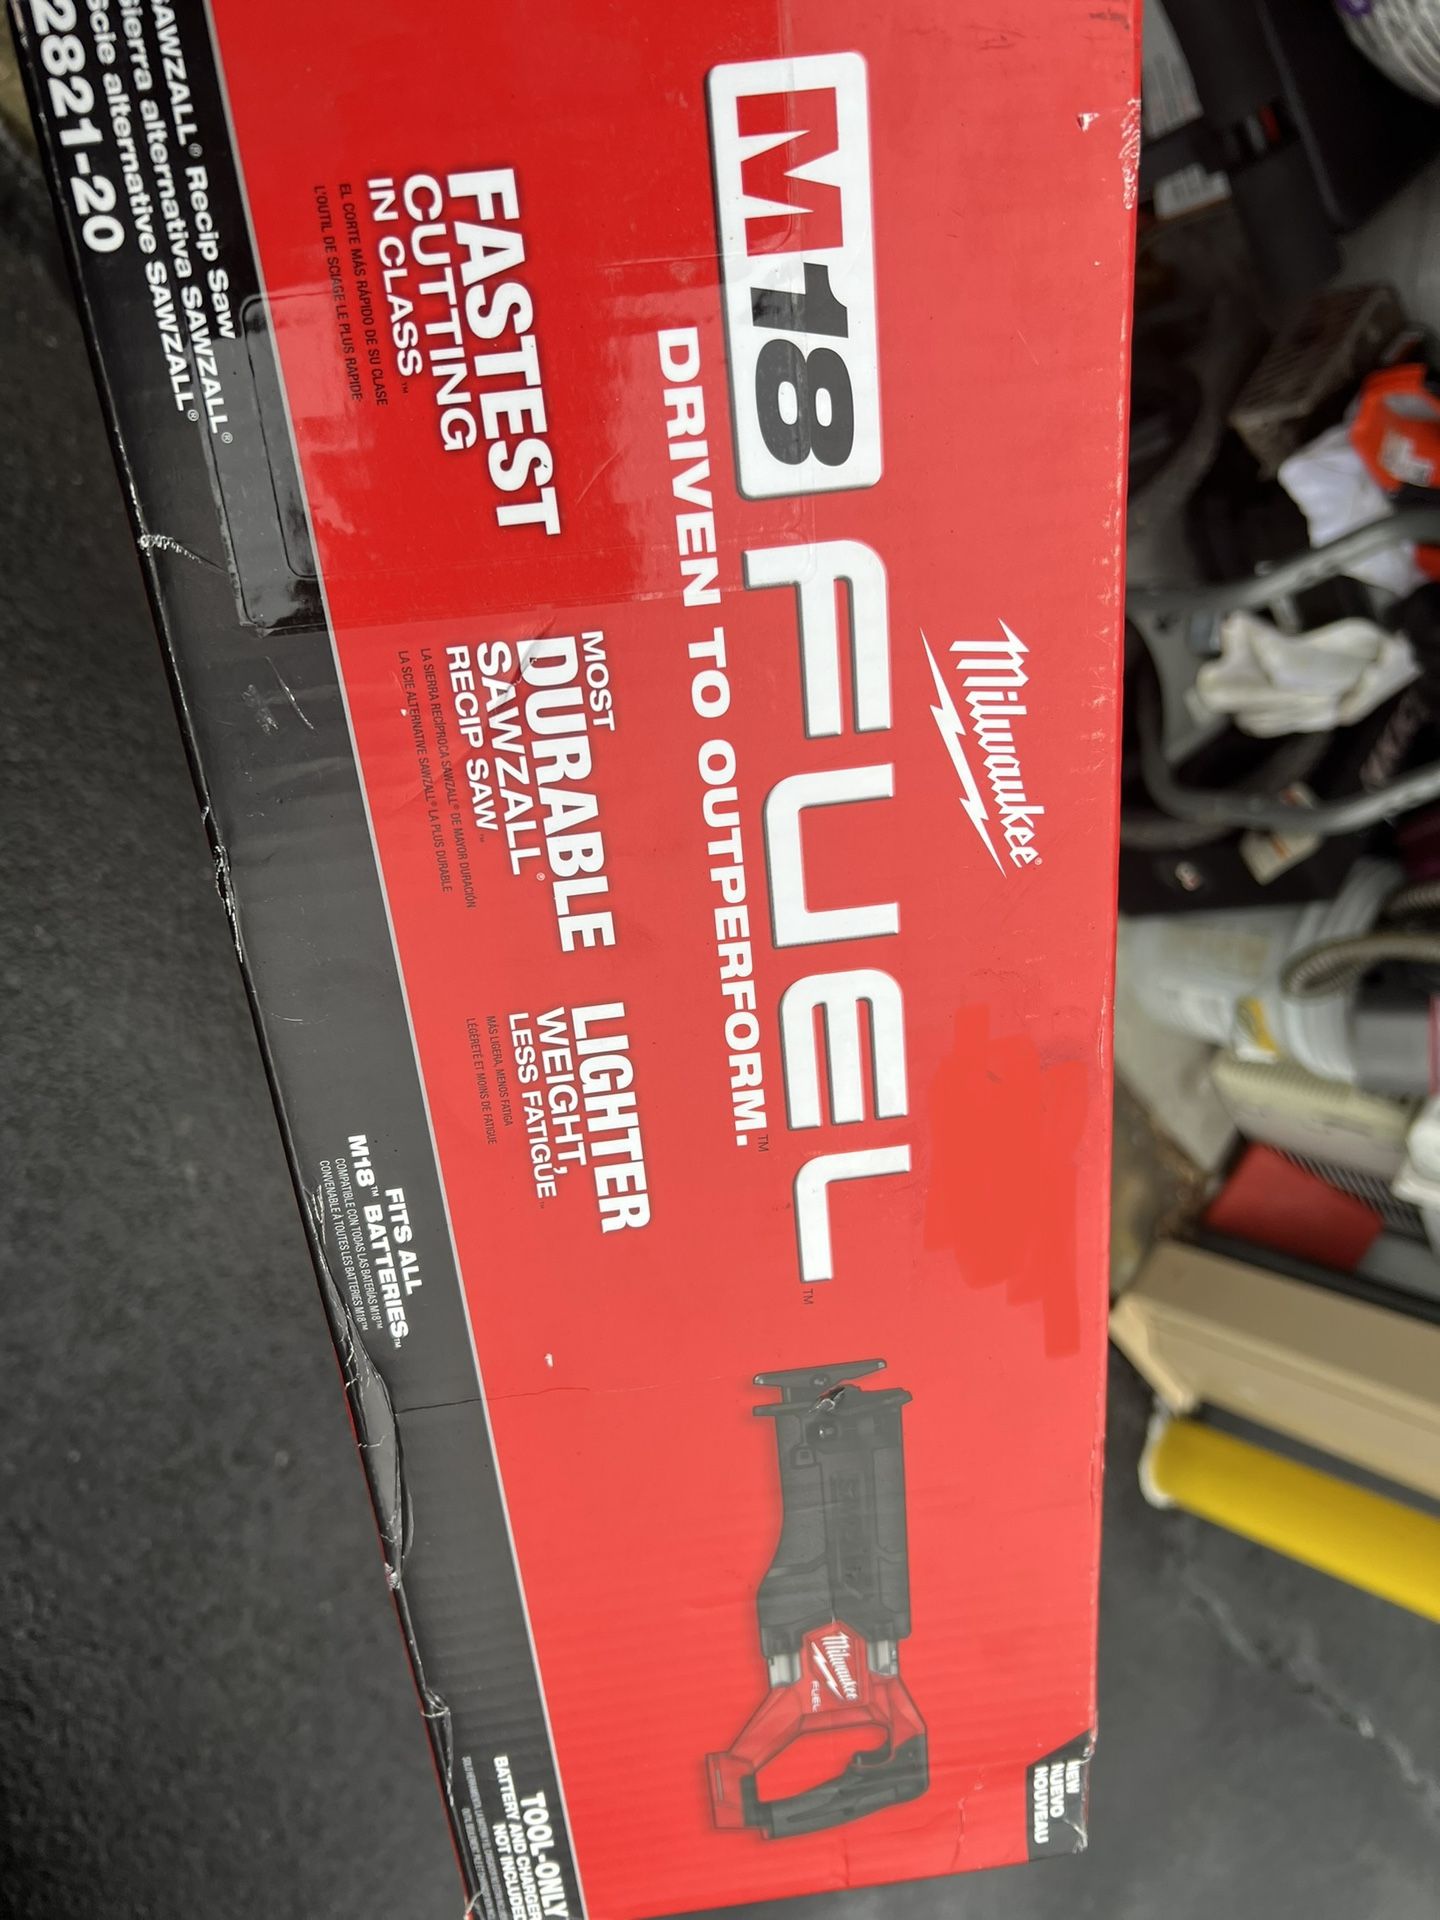 Milwaukee®
M18 FUEL™
DRIVEN TO OUTPERFORM.™
FASTEST
CUTTING
IN CLASS™
EL CORTE MÁS RÁPIDO DE SU CLASE
L'OUTIL DE SCIAGE LE PLUS RAPIDE
MOST
DURABLE
SAWZALL®
RECIP SAW™
LA SIERRA RECÍPROCA SAWZALL® DE MAYOR DURACIÓN
LA SCIE ALTERNATIVE SAWZALL® LA PLUS DURABLE
LIGHTER
WEIGHT,
LESS FATIGUE™
MÁS LIGERA, MENOS FATIGA
LÉGÈRETÉ ET MOINS DE FATIGUE
NEW
NUEVO
NOUVEAU
Milwaukee
FUEL
SAWZALL® Recip Saw
Sierra alternativa SAWZALL®
Scie alternative SAWZALL®
2821-20
FITS ALL
M18™ BATTERIES™
COMPATIBLE CON TODAS LAS BATERÍAS M18™
CONVENABLE À TOUTES LES BATTERIES M18™
TOOL-ONLY
BATTERY AND CHARGER
NOT INCLUDED